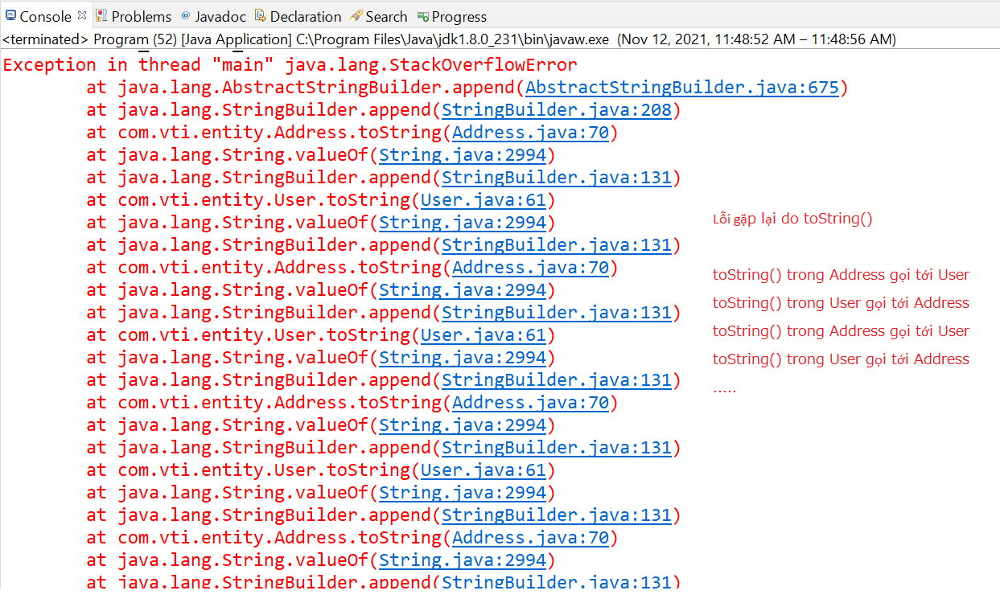 Console Problems @ Javadoc Declaration Search Progress
<terminated> Program (52) [Java Application] C:\Program Files\Java\jdk1.8.0_231\bin\javaw.exe (Nov 12, 2021, 11:48:52 AM – 11:48:56 AM)
Exception in thread "main" java.lang.StackOverflowError
at java.lang.AbstractStringBuilder.append(AbstractStringBuilder.java:675)
at java.lang.StringBuilder.append(StringBuilder.java:208)
at com.vti.entity.Address.toString(Address.java:70)
at java.lang.String.valueOf(String.java:2994)
at java.lang.StringBuilder.append(StringBuilder.java:131)
at com.vti.entity.User.toString(User.java:61)
at java.lang.String.valueOf(String.java:2994)
at java.lang.StringBuilder.append(StringBuilder.java:131)
at com.vti.entity.Address.toString(Address.java:70)
at java.lang.String.valueOf(String.java:2994)
at java.lang.StringBuilder.append(StringBuilder.java:131)
at com.vti.entity.User.toString(User.java:61)
at java.lang.String.valueOf(String.java:2994)
at java.lang.StringBuilder.append(StringBuilder.java:131)
at com.vti.entity.Address.toString(Address.java:70)
at java.lang.String.valueOf(String.java:2994)
at java.lang.StringBuilder.append(StringBuilder.java:131)
at com.vti.entity.User.toString(User.java:61)
at java.lang.String.valueOf(String.java:2994)
at java.lang.StringBuilder.append(StringBuilder.java:131)
at com.vti.entity.Address.toString(Address.java:70)
at java.lang.String.valueOf(String.java:2994)
at java.lang.StringBuilder.append(StringBuilder.java:131)
Lỗi gặp lại do toString()
toString() trong Address gọi tới User
toString() trong User gọi tới Address
toString() trong Address gọi tới User
toString() trong User gọi tới Address
.....